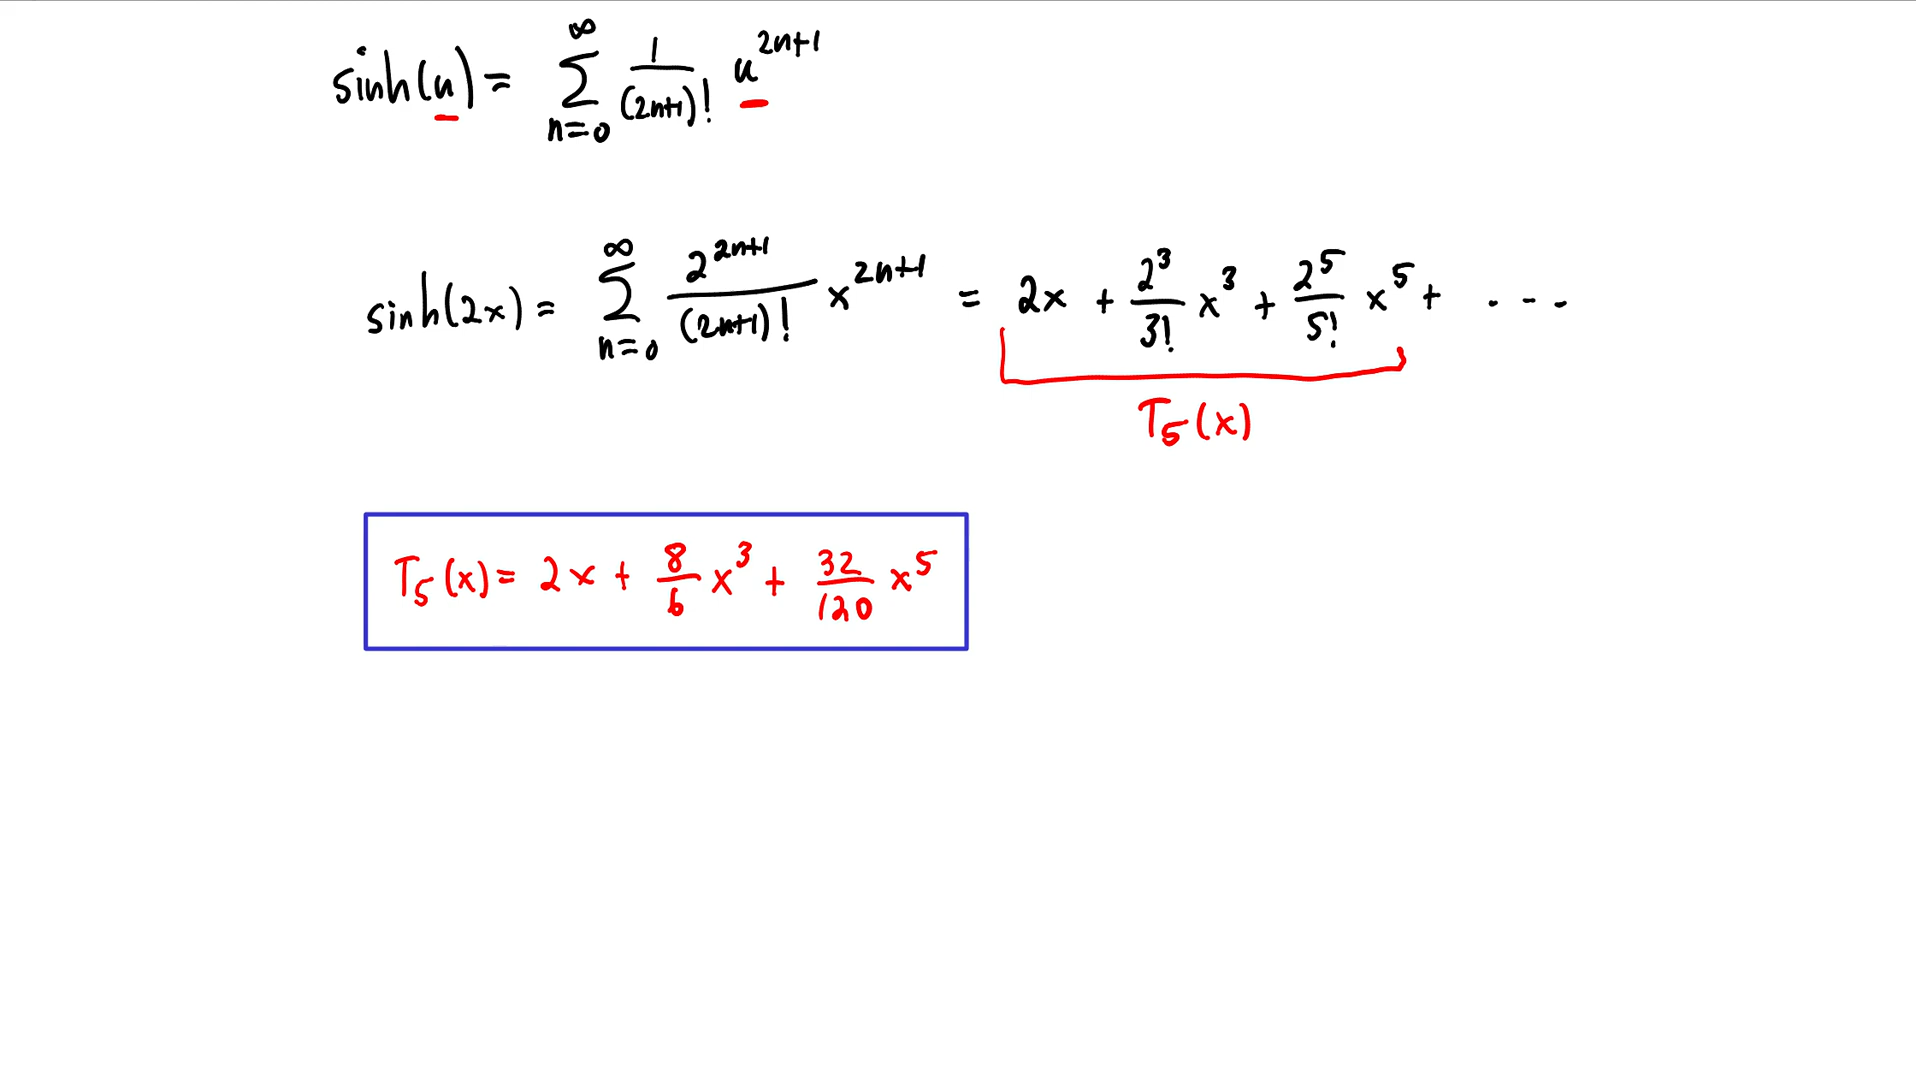 sinh(u) = ∞∑n=0 1/(2n+1)! u^(2n+1)
sinh(2x) = ∞∑n=0 2^(2n+1)/(2n+1)! x^(2n+1) = 2x + 2^3/3! x^3 + 2^5/5! x^5 + . . . .
T_5(x)
T_5(x) = 2x + 8/6 x^3 + 32/120 x^5